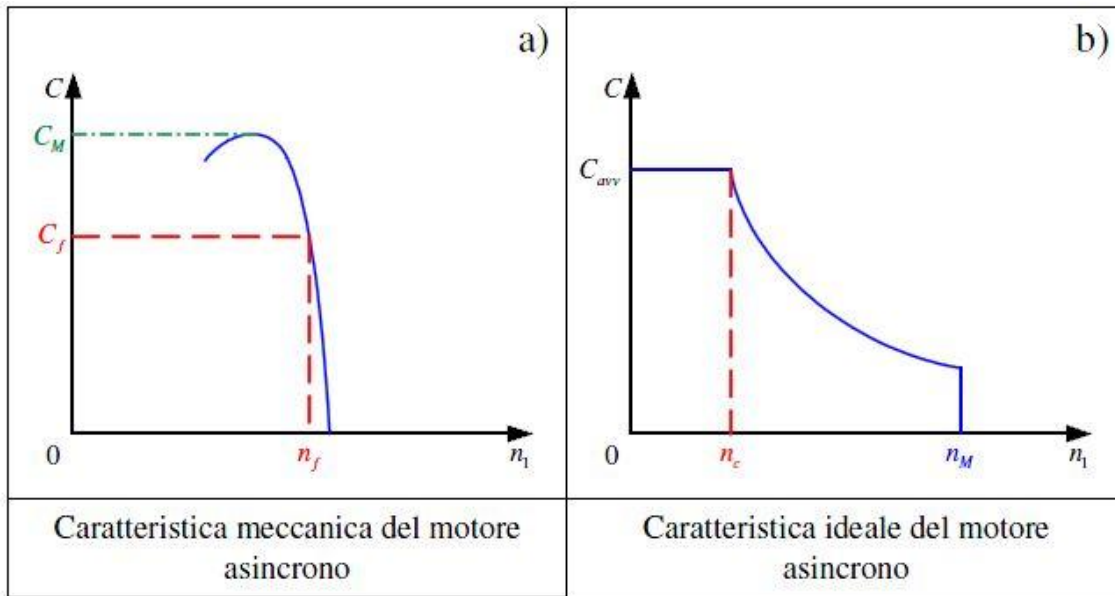 a)
C
C_M
C_f
0
n_f
n_1
Caratteristica meccanica del motore
asincrono
b)
C
C_avv
0
n_c
n_M
n_1
Caratteristica ideale del motore
asincrono